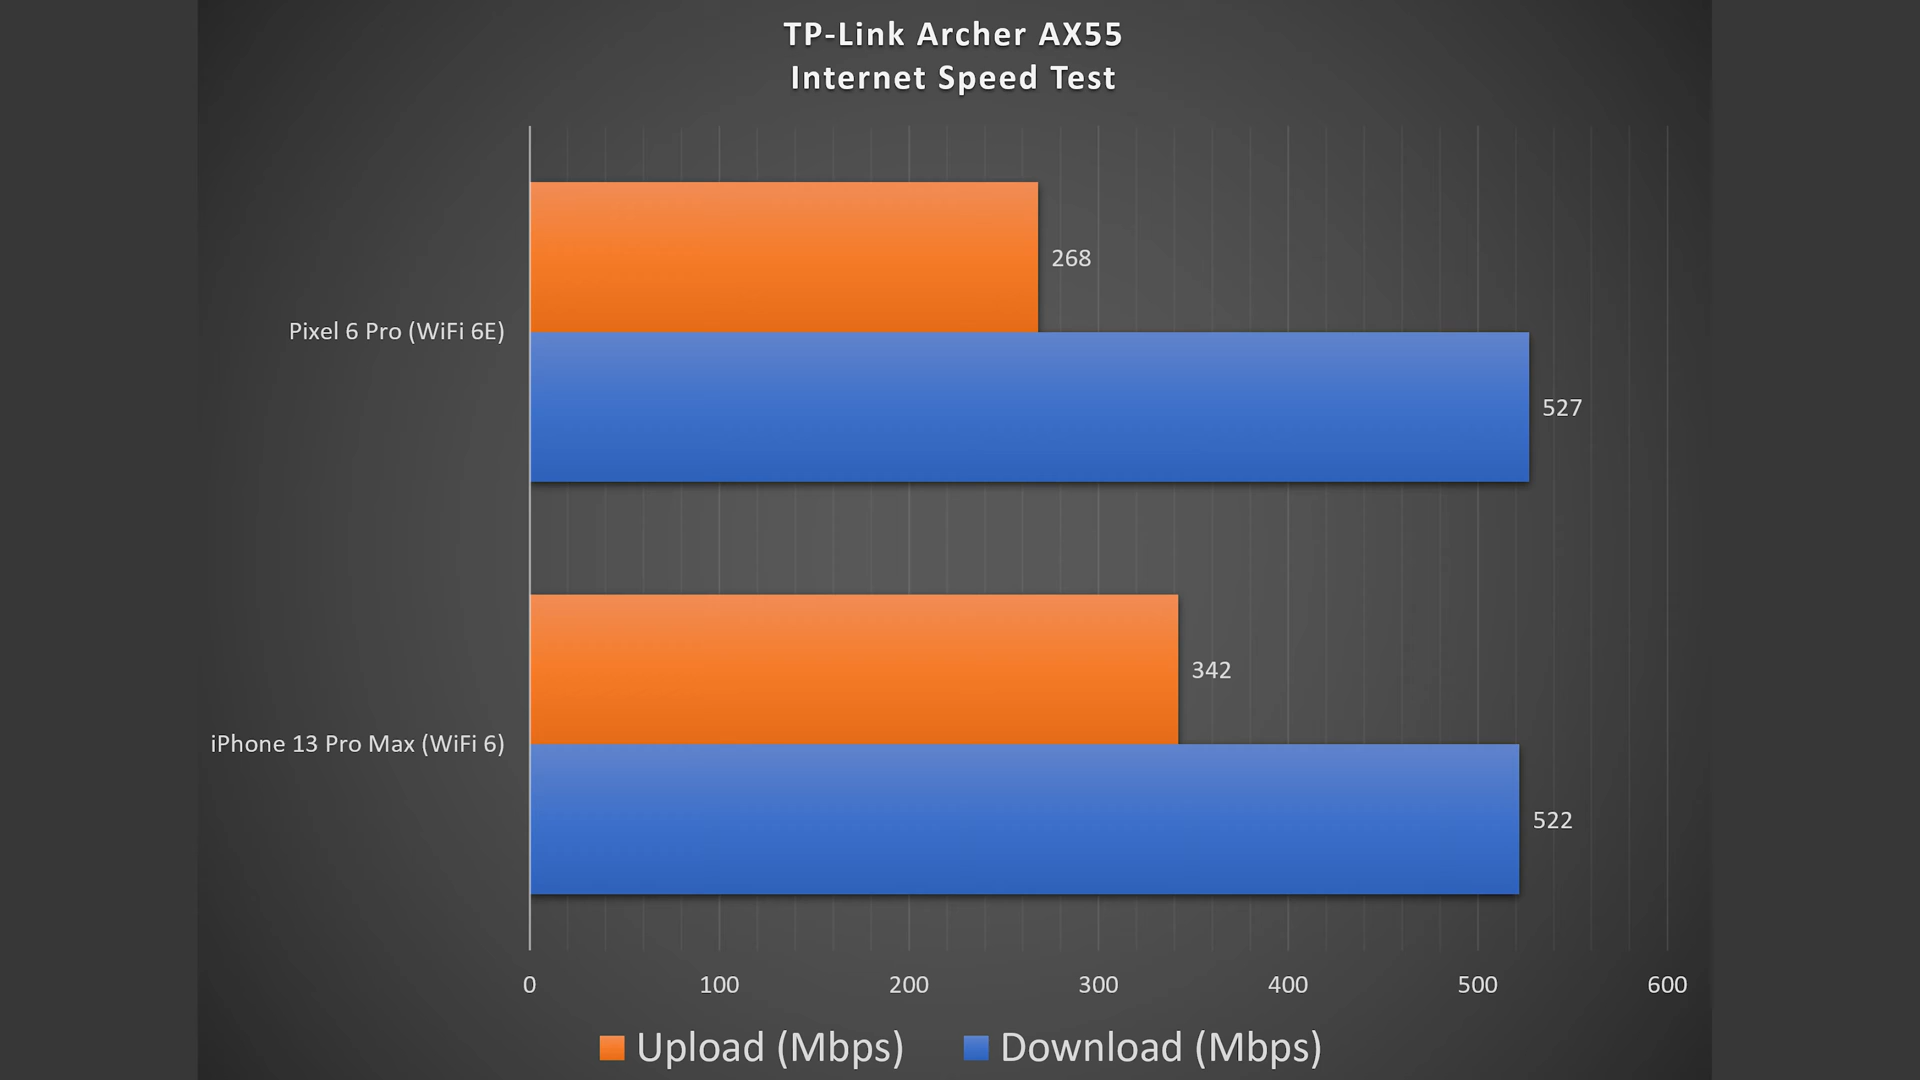 TP-Link Archer AX55
Internet Speed Test
268
Pixel 6 Pro (WiFi 6E)
527
342
iPhone 13 Pro Max (WiFi 6)
522
0 100 200 300 400 500 600
Upload (Mbps) Download (Mbps)